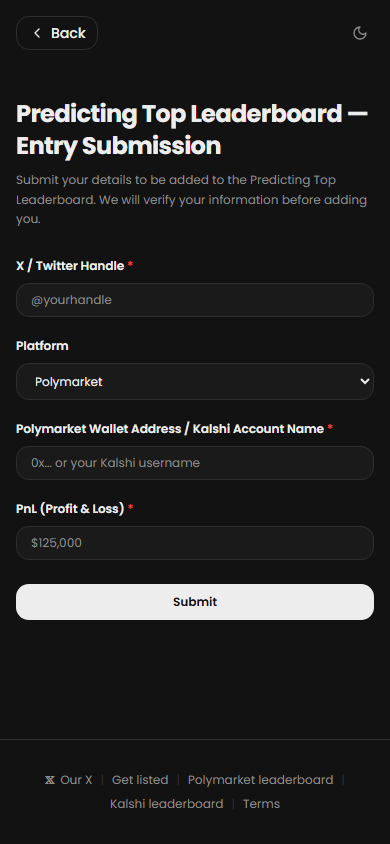 Back
Predicting Top Leaderboard —
Entry Submission
Submit your details to be added to the Predicting Top
Leaderboard. We will verify your information before adding
you.
X / Twitter Handle *
@yourhandle
Platform
Polymarket
Polymarket Wallet Address / Kalshi Account Name *
0x... or your Kalshi username
PnL (Profit & Loss) *
$125,000
Submit
𝕏 Our X | Get listed | Polymarket leaderboard |
Kalshi leaderboard | Terms